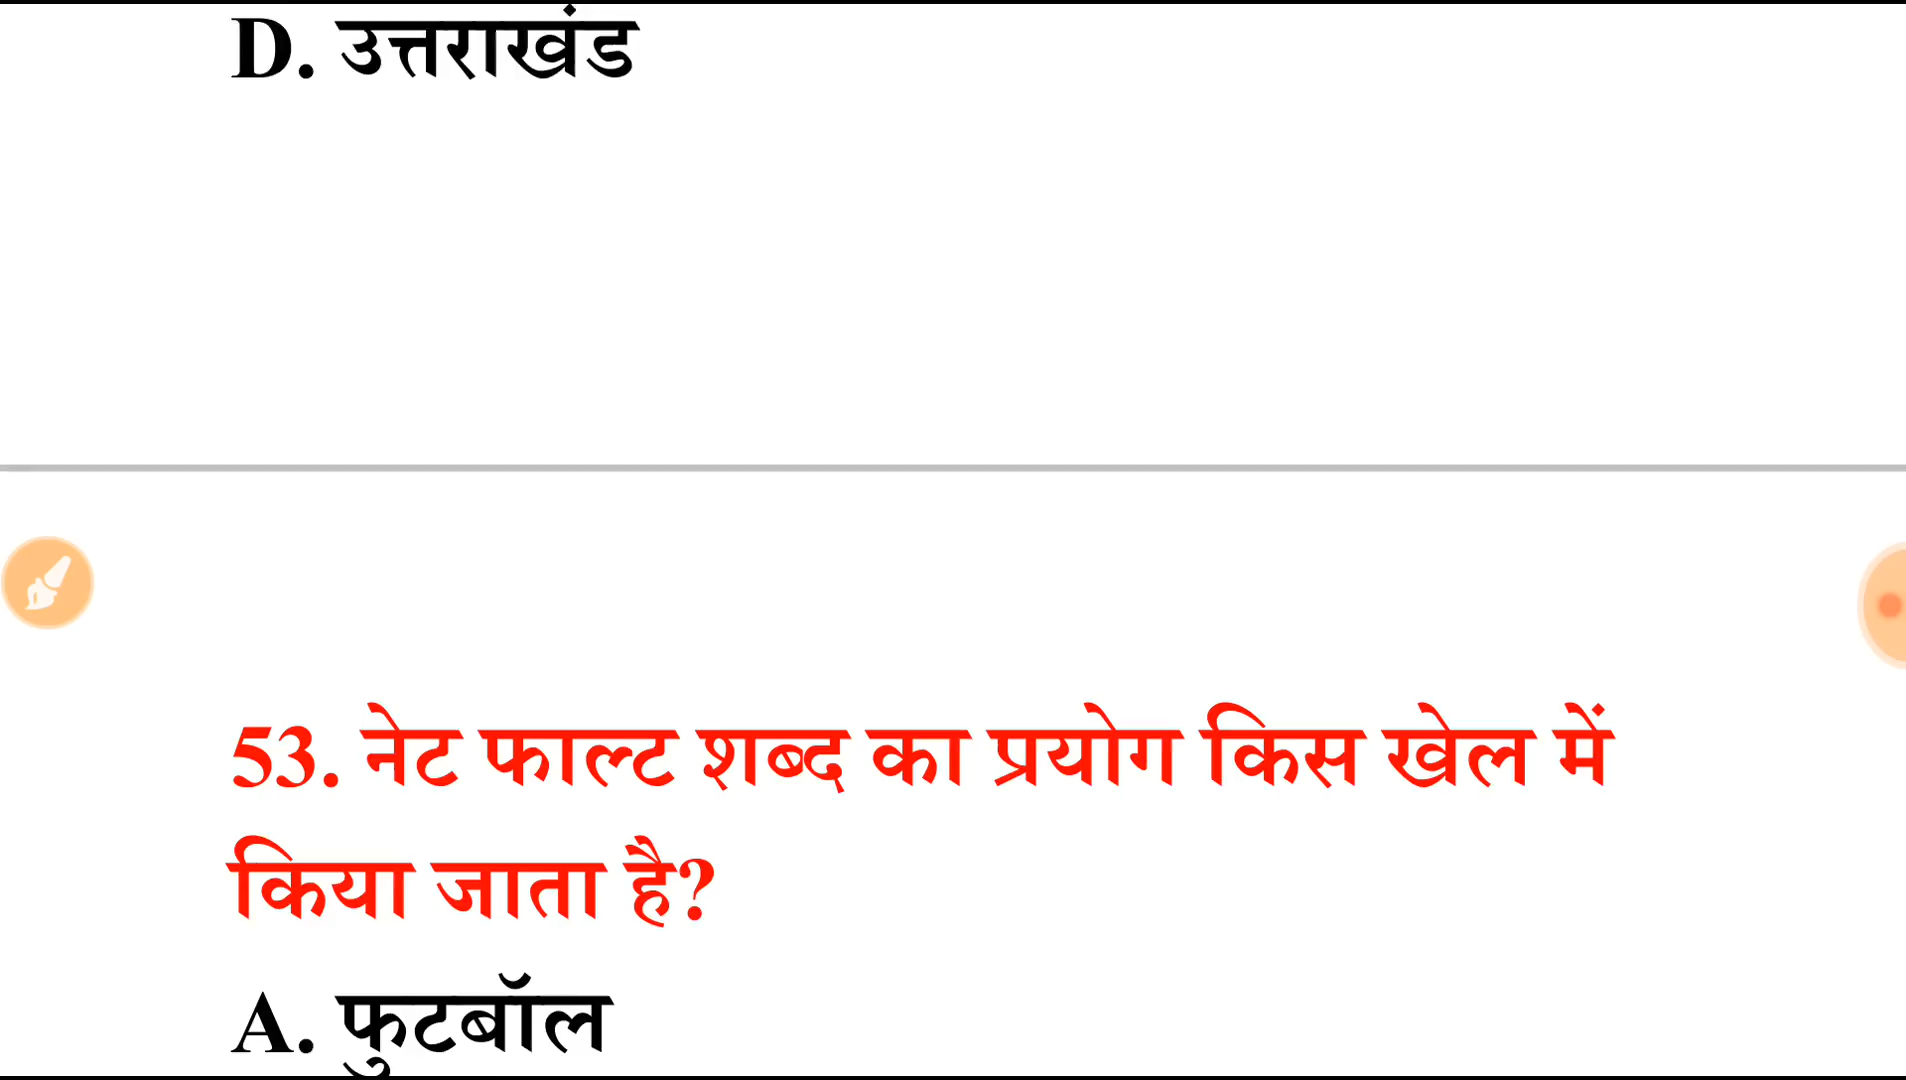 D. उत्तराखंड
53. नेट फाल्ट शब्द का प्रयोग किस खेल में
किया जाता है?
A. फुटबॉल